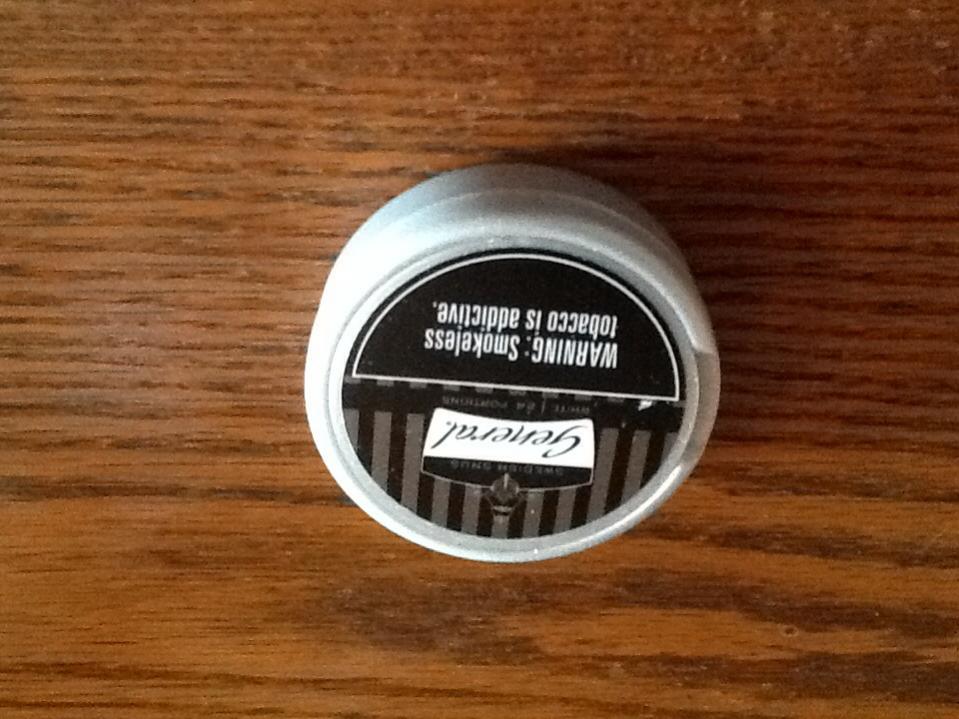 SWEDISH SNUS
General.
WHITE | 24 PORTIONS
WARNING: Smokeless
tobacco is addictive.